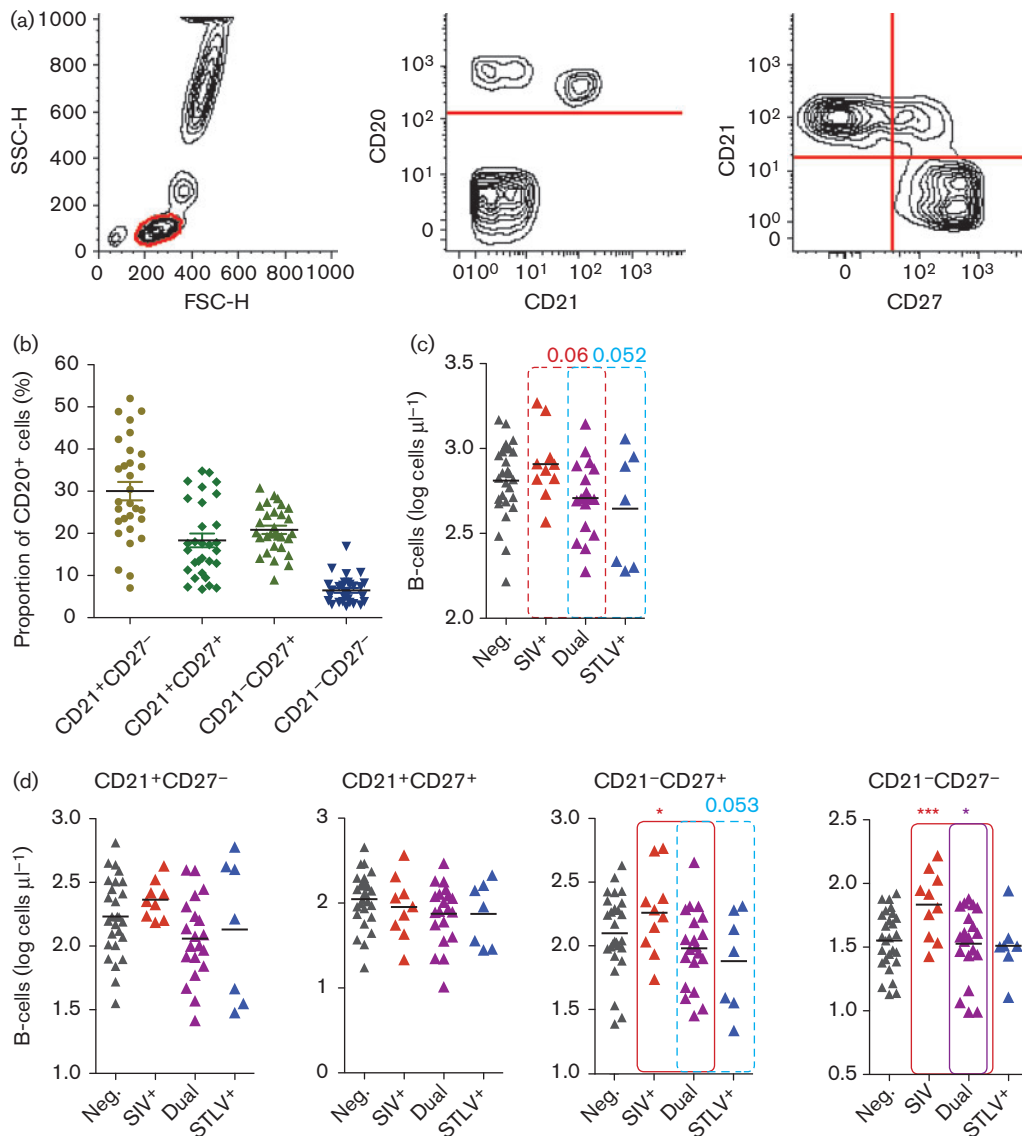 (a)
1000
800
600
400
200
0
SSC-H
0 200 400 600 800 1000
FSC-H
10³
10²
10¹
0
CD20
010⁰ 10¹ 10² 10³
CD21
10³
10²
10¹
10⁰
0
CD21
0 10² 10³
CD27
(b)
60
50
40
30
20
10
0
Proportion of CD20⁺ cells (%)
CD21⁺CD27⁻
CD21⁺CD27⁺
CD21⁻CD27⁺
CD21⁻CD27⁻
(c)
0.06 0.052
3.5
3.0
2.5
2.0
B-cells (log cells µl⁻¹)
Neg.
SIV+
Dual
STLV+
(d)
B-cells (log cells µl⁻¹)
CD21⁺CD27⁻
3.0
2.5
2.0
1.5
1.0
Neg.
SIV+
Dual
STLV+
CD21⁺CD27⁺
3
2
1
0
Neg.
SIV+
Dual
STLV+
CD21⁻CD27⁺
* 0.053
3.0
2.5
2.0
1.5
1.0
Neg.
SIV+
Dual
STLV+
CD21⁻CD27⁻
*** *
2.5
2.0
1.5
1.0
0.5
Neg.
SIV
Dual
STLV+